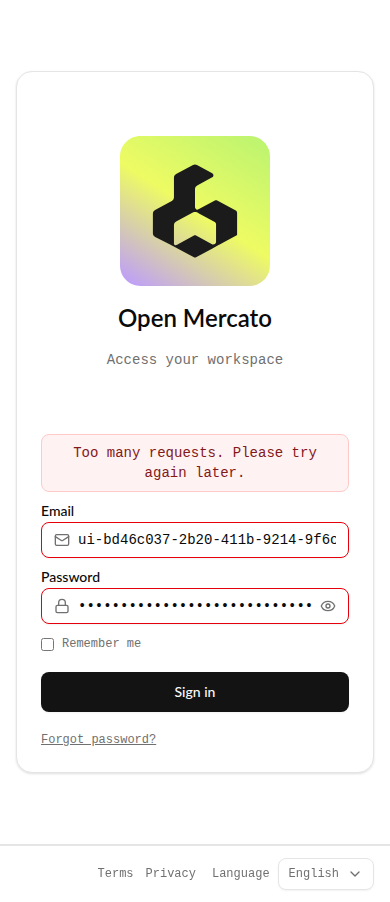 Open Mercato
Access your workspace
Too many requests. Please try
again later.
Email
ui-bd46c037-2b20-411b-9214-9f6c
Password
••••••••••••••••••••••••••••
Remember me
Sign in
Forgot password?
Terms Privacy Language English